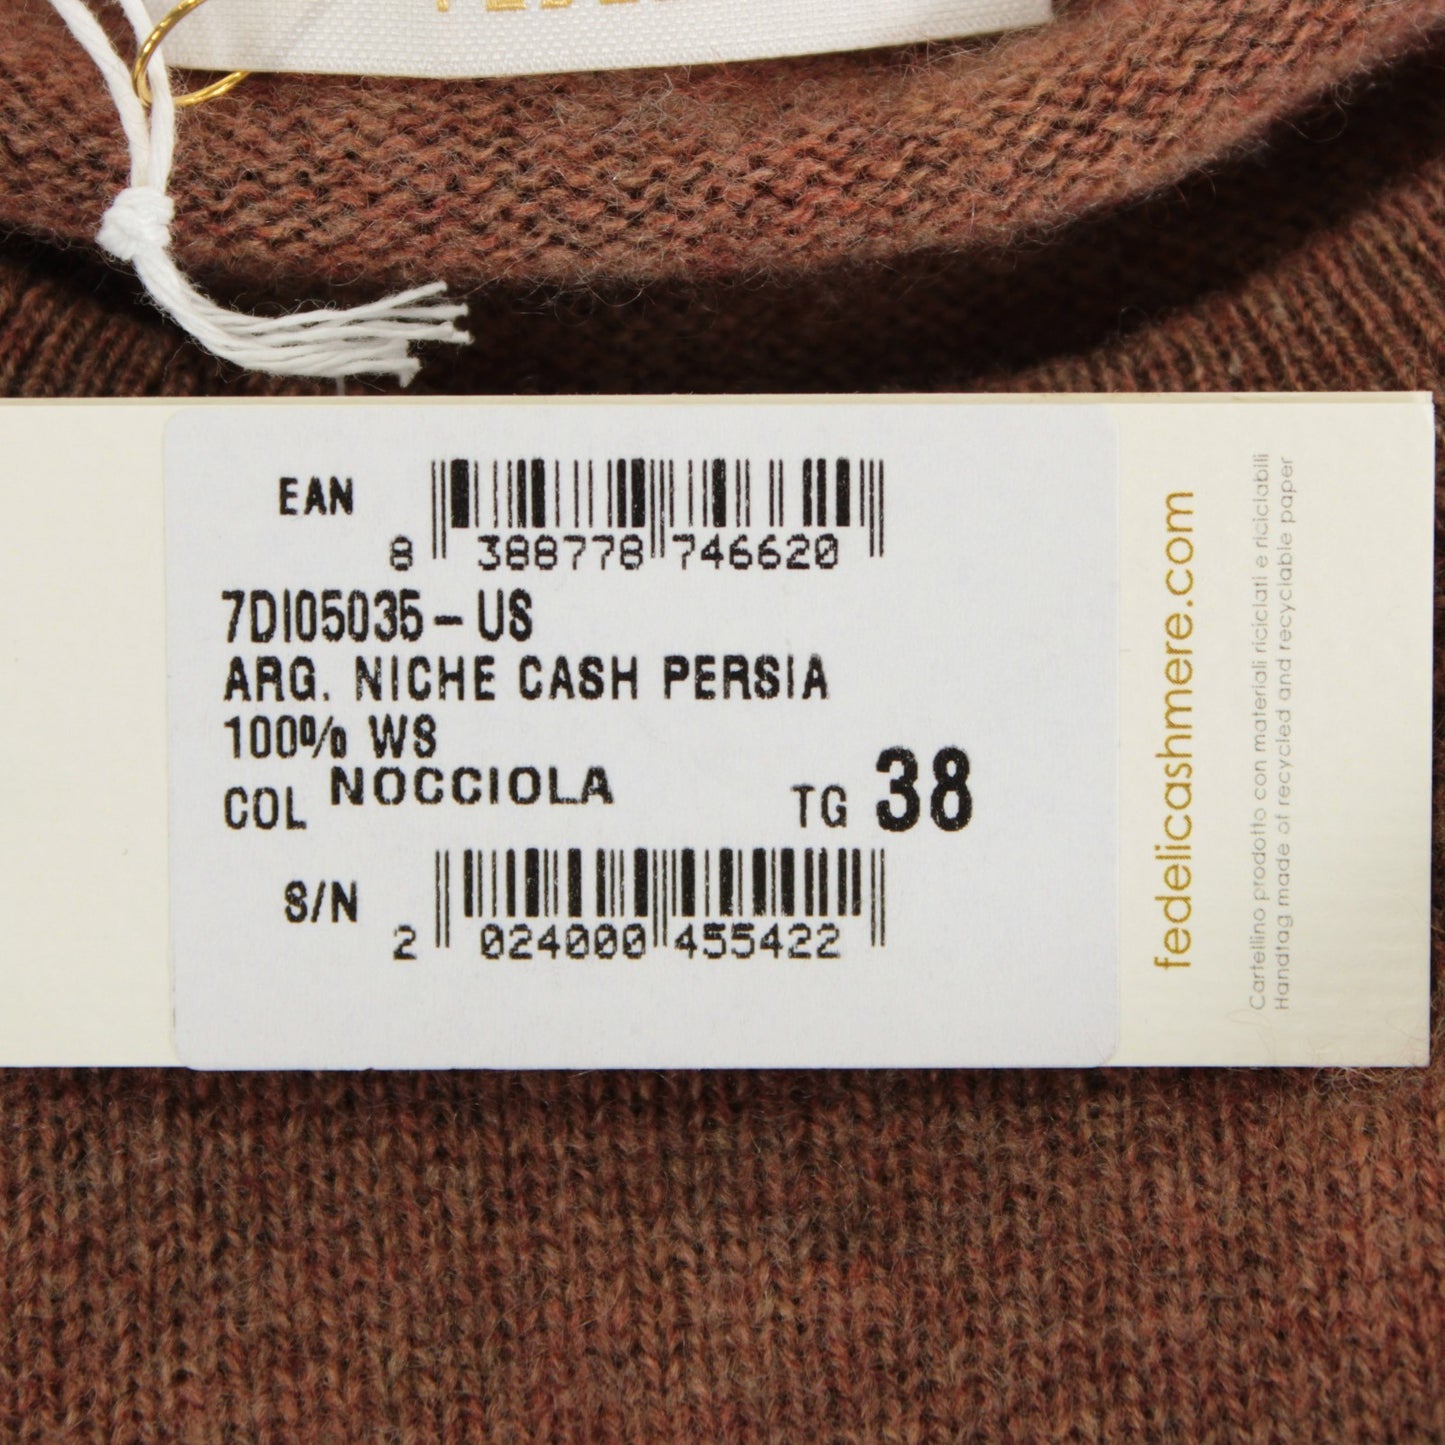 EAN
8 388778 746620
7DI05035-US
ARG. NICHE CASH PERSIA
100% WS
COL NOCCIOLA TG 38
S/N
2 024000 455422
fedelicashmere.com
Cartellino prodotto con materiali riciclati e riciclabili
Handtag made of recycled and recyclable paper